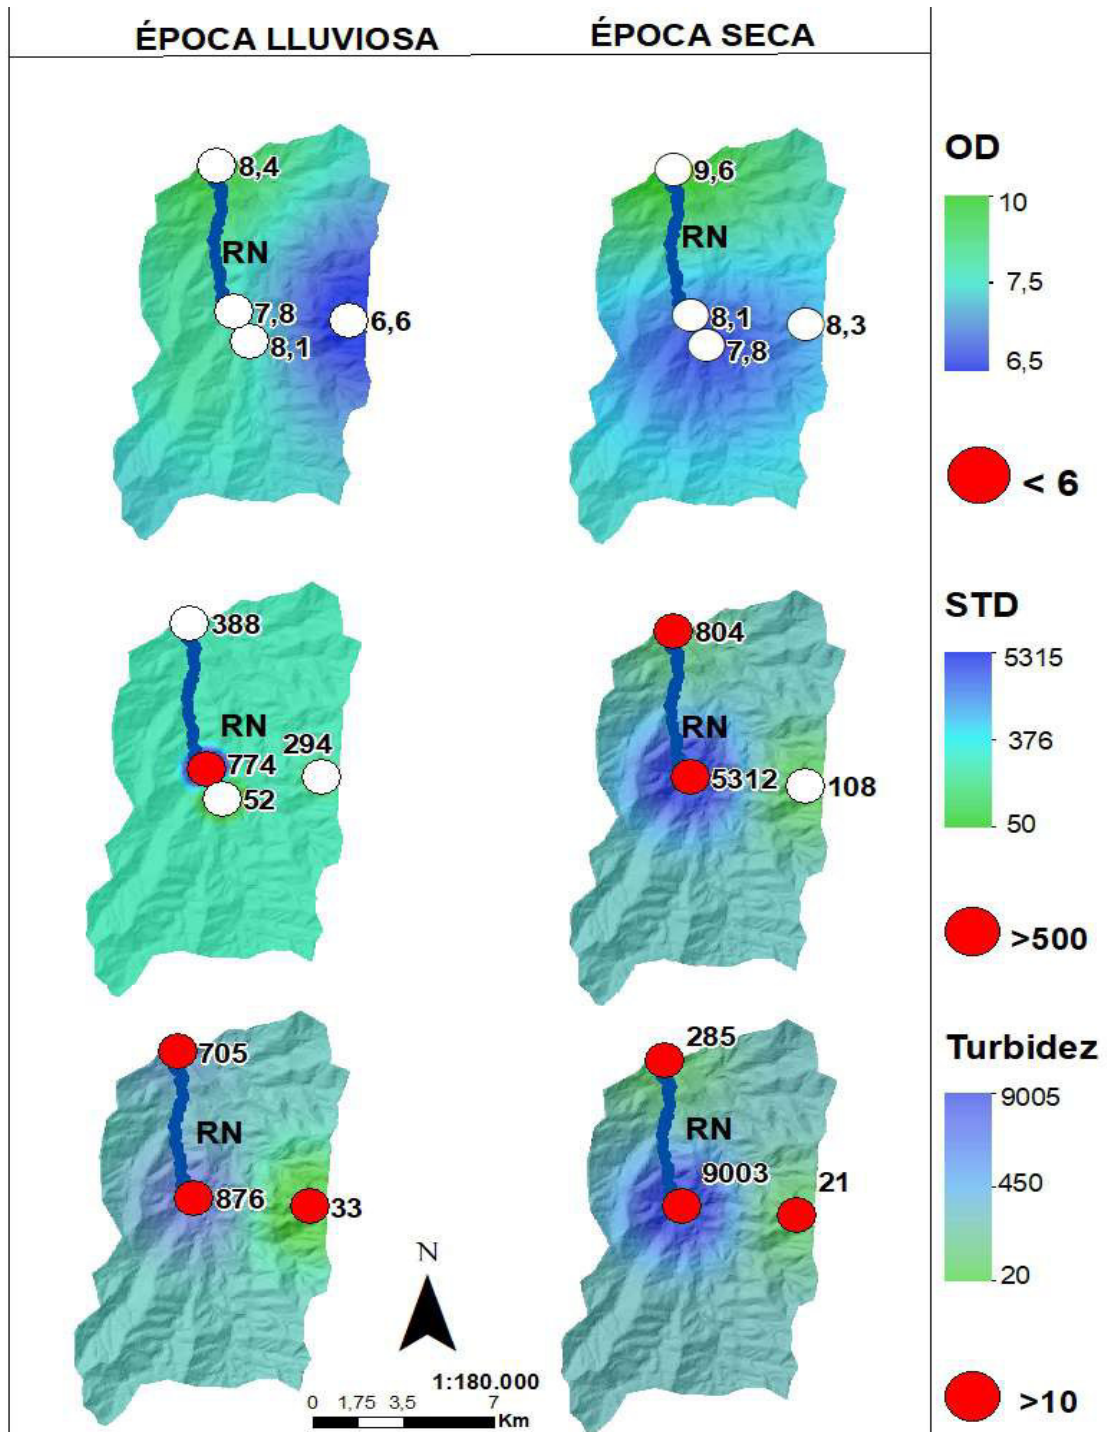 ÉPOCA LLUVIOSA
ÉPOCA SECA
8,4
RN
7,8
8,1
6,6
9,6
RN
8,1
7,8
8,3
OD
10
7,5
6,5
< 6
388
RN
294
774
52
804
RN
5312
108
STD
5315
376
50
>500
705
RN
876
33
285
RN
9003
21
Turbidez
9005
450
20
>10
N
1:180.000
0 1,75 3,5 7
Km